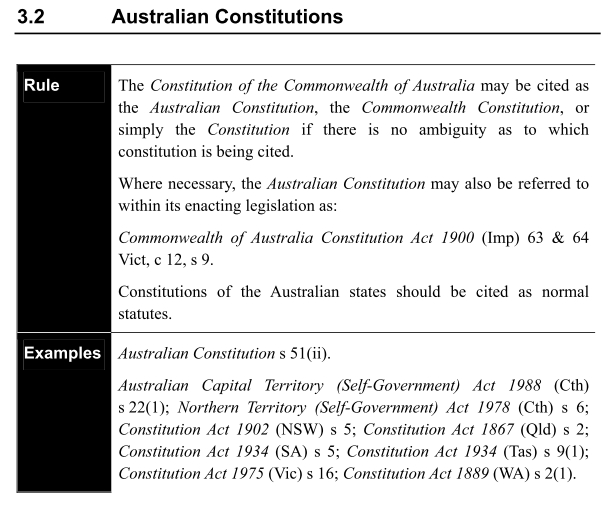 3.2 Australian Constitutions
Rule
The Constitution of the Commonwealth of Australia may be cited as
the Australian Constitution, the Commonwealth Constitution, or
simply the Constitution if there is no ambiguity as to which
constitution is being cited.
Where necessary, the Australian Constitution may also be referred to
within its enacting legislation as:
Commonwealth of Australia Constitution Act 1900 (Imp) 63 & 64
Vict, c 12, s 9.
Constitutions of the Australian states should be cited as normal
statutes.
Examples
Australian Constitution s 51(ii).
Australian Capital Territory (Self-Government) Act 1988 (Cth)
s 22(1); Northern Territory (Self-Government) Act 1978 (Cth) s 6;
Constitution Act 1902 (NSW) s 5; Constitution Act 1867 (Qld) s 2;
Constitution Act 1934 (SA) s 5; Constitution Act 1934 (Tas) s 9(1);
Constitution Act 1975 (Vic) s 16; Constitution Act 1889 (WA) s 2(1).